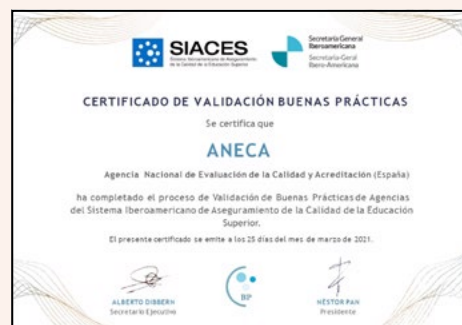 SIACES
Sistema Iberoamericano de Aseguramiento
de la Calidad de la Educación Superior
Secretaría General
Iberoamericana
Secretaria-Geral
Ibero-Americana
CERTIFICADO DE VALIDACIÓN BUENAS PRÁCTICAS
Se certifica que
ANECA
Agencia Nacional de Evaluación de la Calidad y Acreditación (España)
ha completado el proceso de Validación de Buenas Prácticas de Agencias
del Sistema Iberoamericano de Aseguramiento de la Calidad de la Educación
Superior.
El presente certificado se emite a los 25 días del mes de marzo de 2021.
ALBERTO DIBBERN
Secretario Ejecutivo
BP
NÉSTOR PAN
Presidente